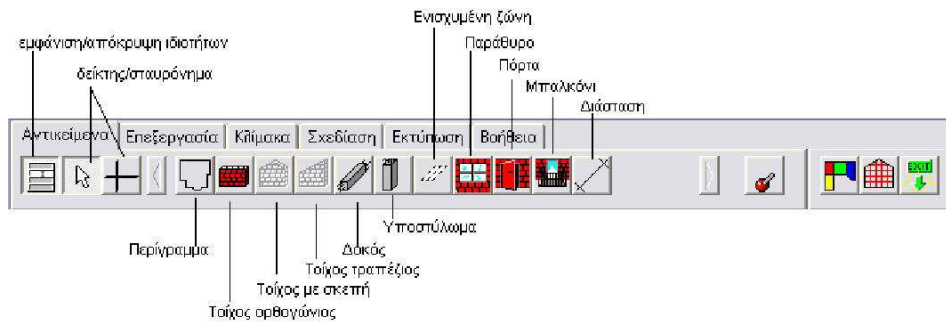 Ενισχυμένη ζώνη
εμφάνιση/απόκρυψη ιδιοτήτων
Παράθυρο
Πόρτα
δείκτης/σταυρόνημα
Μπαλκόνι
Διάσταση
Αντικείμενα Επεξεργασία Κλίμακα Σχεδίαση Εκτύπωση Βοήθεια
EXIT
Υποστύλωμα
Περίγραμμα
Δοκός
Τοίχος τραπέζιος
Τοίχος με σκεπή
Τοίχος ορθογώνιος